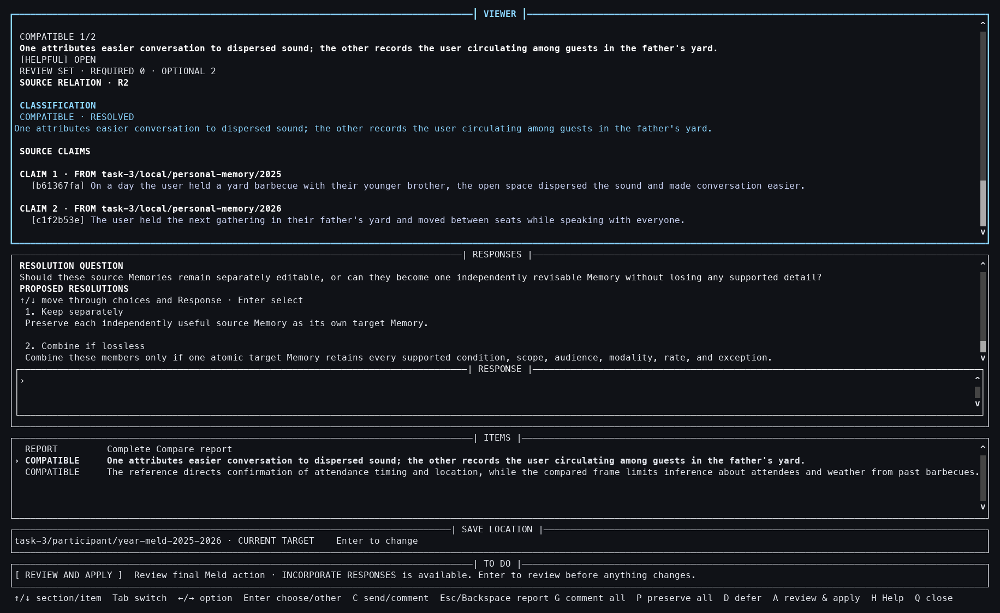 VIEWER
^
COMPATIBLE 1/2
One attributes easier conversation to dispersed sound; the other records the user circulating among guests in the father's yard.
[HELPFUL] OPEN
REVIEW SET · REQUIRED 0 · OPTIONAL 2
SOURCE RELATION · R2
CLASSIFICATION
COMPATIBLE · RESOLVED
One attributes easier conversation to dispersed sound; the other records the user circulating among guests in the father's yard.
SOURCE CLAIMS
CLAIM 1 · FROM task-3/local/personal-memory/2025
[b61367fa] On a day the user held a yard barbecue with their younger brother, the open space dispersed the sound and made conversation easier.
CLAIM 2 · FROM task-3/local/personal-memory/2026
[c1f2b53e] The user held the next gathering in their father's yard and moved between seats while speaking with everyone.
v
RESPONSES
RESOLUTION QUESTION ^
Should these source Memories remain separately editable, or can they become one independently revisable Memory without losing any supported detail?
PROPOSED RESOLUTIONS
↑/↓ move through choices and Response · Enter select
1. Keep separately
Preserve each independently useful source Memory as its own target Memory.
2. Combine if lossless
Combine these members only if one atomic target Memory retains every supported condition, scope, audience, modality, rate, and exception. v
RESPONSE
› ^
v
ITEMS
REPORT Complete Compare report ^
› COMPATIBLE One attributes easier conversation to dispersed sound; the other records the user circulating among guests in the father's yard.
COMPATIBLE The reference directs confirmation of attendance timing and location, while the compared frame limits inference about attendees and weather from past barbecues.
v
SAVE LOCATION
task-3/participant/year-meld-2025-2026 · CURRENT TARGET Enter to change
TO DO
[ REVIEW AND APPLY ] Review final Meld action · INCORPORATE RESPONSES is available. Enter to review before anything changes.
↑/↓ section/item Tab switch ←/→ option Enter choose/other C send/comment Esc/Backspace report G comment all P preserve all D defer A review & apply H Help Q close